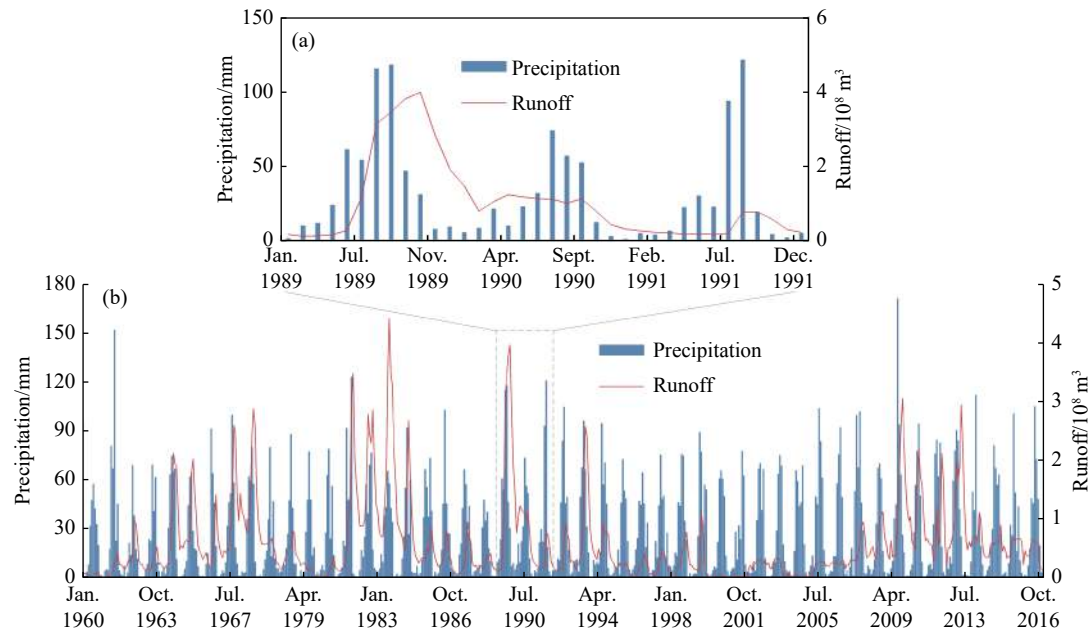 (a)
Precipitation/mm
150
100
50
0
Precipitation
Runoff
6
4
2
0
Runoff/10⁸ m³
Jan. Jul. Nov. Apr. Sept. Feb. Jul. Dec.
1989 1989 1989 1990 1990 1991 1991 1991
(b)
Precipitation/mm
180
150
120
90
60
30
0
Precipitation
Runoff
5
4
3
2
1
0
Runoff/10⁸ m³
Jan. Oct. Jul. Apr. Jan. Oct. Jul. Apr. Jan. Oct. Jul. Apr. Jul. Oct.
1960 1963 1967 1979 1983 1986 1990 1994 1998 2001 2005 2009 2013 2016